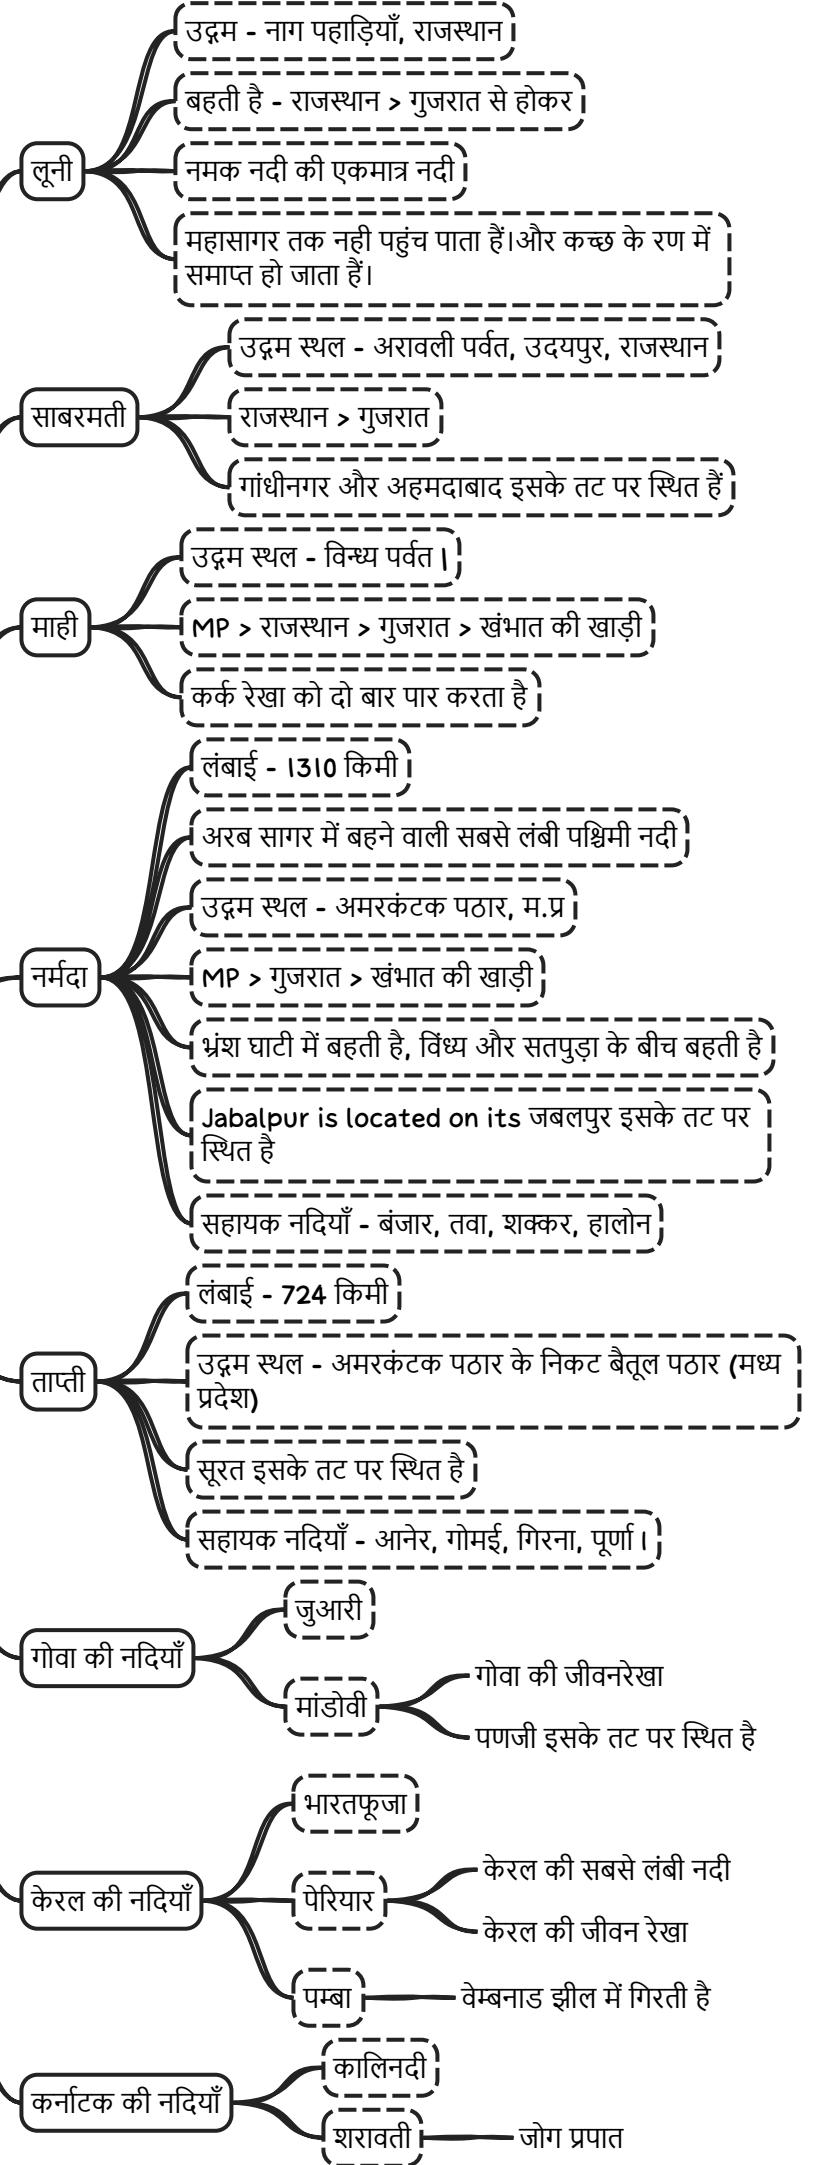 उद्गम - नाग पहाड़ियाँ, राजस्थान
बहती है - राजस्थान > गुजरात से होकर
लूनी
नमक नदी की एकमात्र नदी
महासागर तक नही पहुंच पाता हैं।और कच्छ के रण में
समाप्त हो जाता हैं।
उद्गम स्थल - अरावली पर्वत, उदयपुर, राजस्थान
साबरमती
राजस्थान > गुजरात
गांधीनगर और अहमदाबाद इसके तट पर स्थित हैं
उद्गम स्थल - विन्ध्य पर्वत ।
माही
MP > राजस्थान > गुजरात > खंभात की खाड़ी
कर्क रेखा को दो बार पार करता है
लंबाई - 1310 किमी
अरब सागर में बहने वाली सबसे लंबी पश्चिमी नदी
उद्गम स्थल - अमरकंटक पठार, म.प्र
नर्मदा
MP > गुजरात > खंभात की खाड़ी
भ्रंश घाटी में बहती है, विंध्य और सतपुड़ा के बीच बहती है
Jabalpur is located on its जबलपुर इसके तट पर
स्थित है
सहायक नदियाँ - बंजार, तवा, शक्कर, हालोन
लंबाई - 724 किमी
ताप्ती
उद्गम स्थल - अमरकंटक पठार के निकट बैतूल पठार (मध्य
प्रदेश)
सूरत इसके तट पर स्थित है
सहायक नदियाँ - आनेर, गोमई, गिरना, पूर्णा ।
जुआरी
गोवा की नदियाँ
मांडोवी
गोवा की जीवनरेखा
पणजी इसके तट पर स्थित है
भारतफूजा
केरल की नदियाँ
पेरियार
केरल की सबसे लंबी नदी
केरल की जीवन रेखा
पम्बा
वेम्बनाड झील में गिरती है
कालिनदी
कर्नाटक की नदियाँ
शरावती
जोग प्रपात